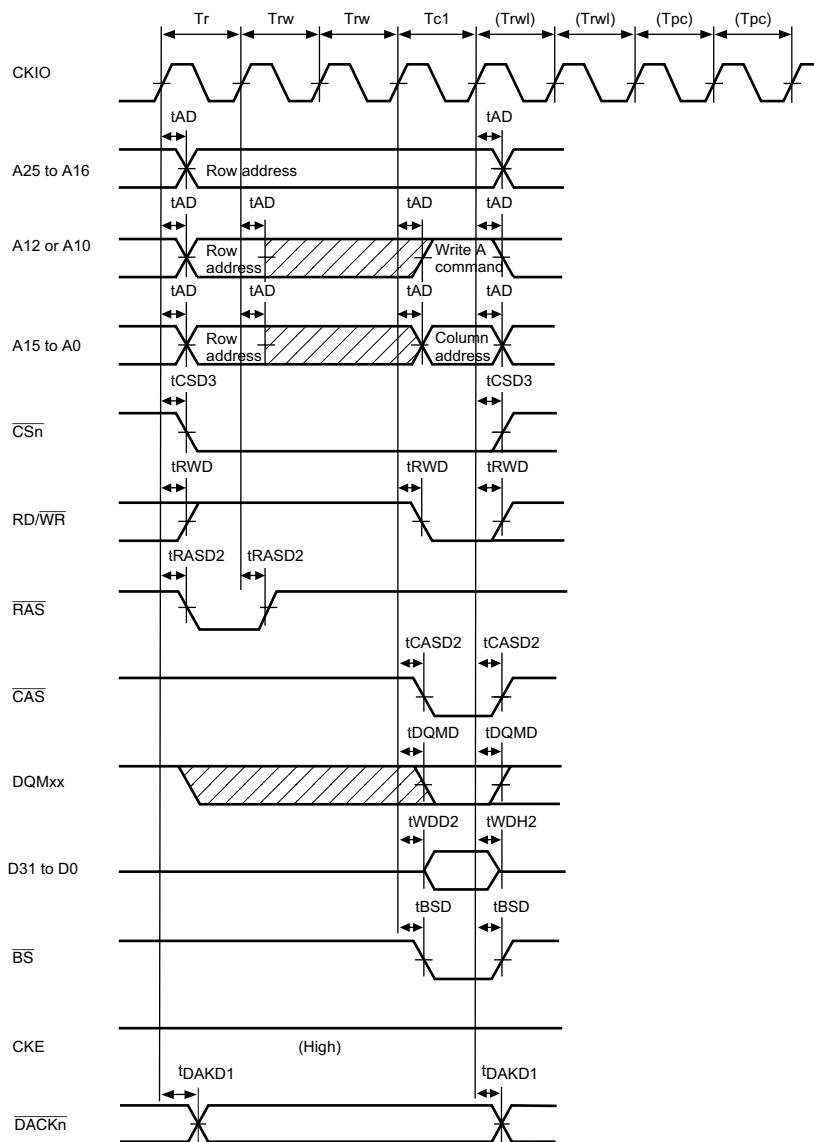 Tr Trw Trw Tc1 (Trwl) (Trwl) (Tpc) (Tpc)
CKIO
tAD tAD
A25 to A16 Row address
tAD tAD tAD tAD
A12 or A10 Row address Write A command
tAD tAD tAD tAD
A15 to A0 Row address Column address
tCSD3 tCSD3
CSn
tRWD tRWD tRWD
RD/WR
tRASD2 tRASD2
RAS
tCASD2 tCASD2
CAS
tDQMD tDQMD
DQMxx
tWDD2 tWDH2
D31 to D0
tBSD tBSD
BS
CKE (High)
tDAKD1 tDAKD1
DACKn